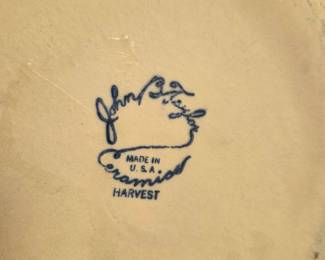 John B. Taylor
MADE IN
U.S.A
Ceramics
HARVEST